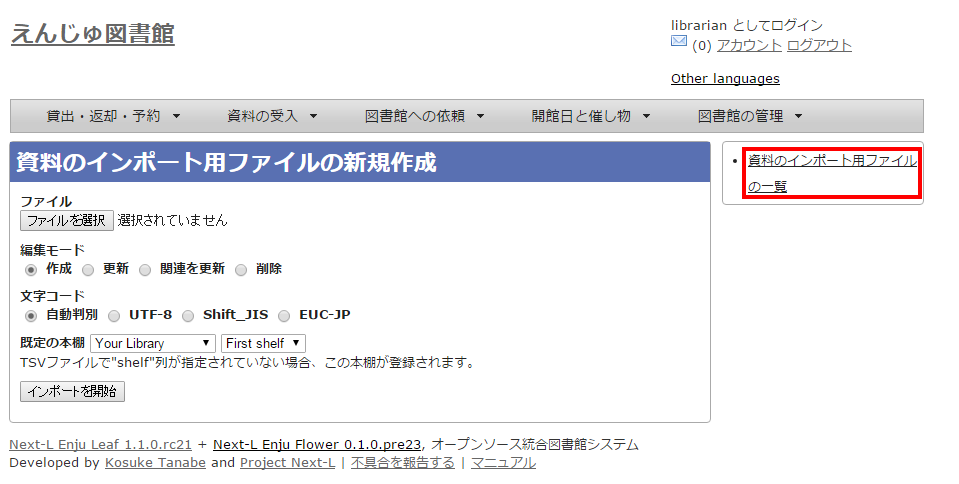 えんじゅ図書館
librarian としてログイン
(0) アカウント ログアウト
Other languages
貸出・返却・予約 ▼ 資料の受入 ▼ 図書館への依頼 ▼ 開館日と催し物 ▼ 図書館の管理 ▼
資料のインポート用ファイルの新規作成
ファイル
ファイルを選択 選択されていません
編集モード
作成 更新 関連を更新 削除
文字コード
自動判別 UTF-8 Shift_JIS EUC-JP
既定の本棚 Your Library ▼ First shelf ▼
TSVファイルで"shelf"列が指定されていない場合、この本棚が登録されます。
インポートを開始
• 資料のインポート用ファイル
の一覧
Next-L Enju Leaf 1.1.0.rc21 + Next-L Enju Flower 0.1.0.pre23, オープンソース統合図書館システム
Developed by Kosuke Tanabe and Project Next-L | 不具合を報告する | マニュアル